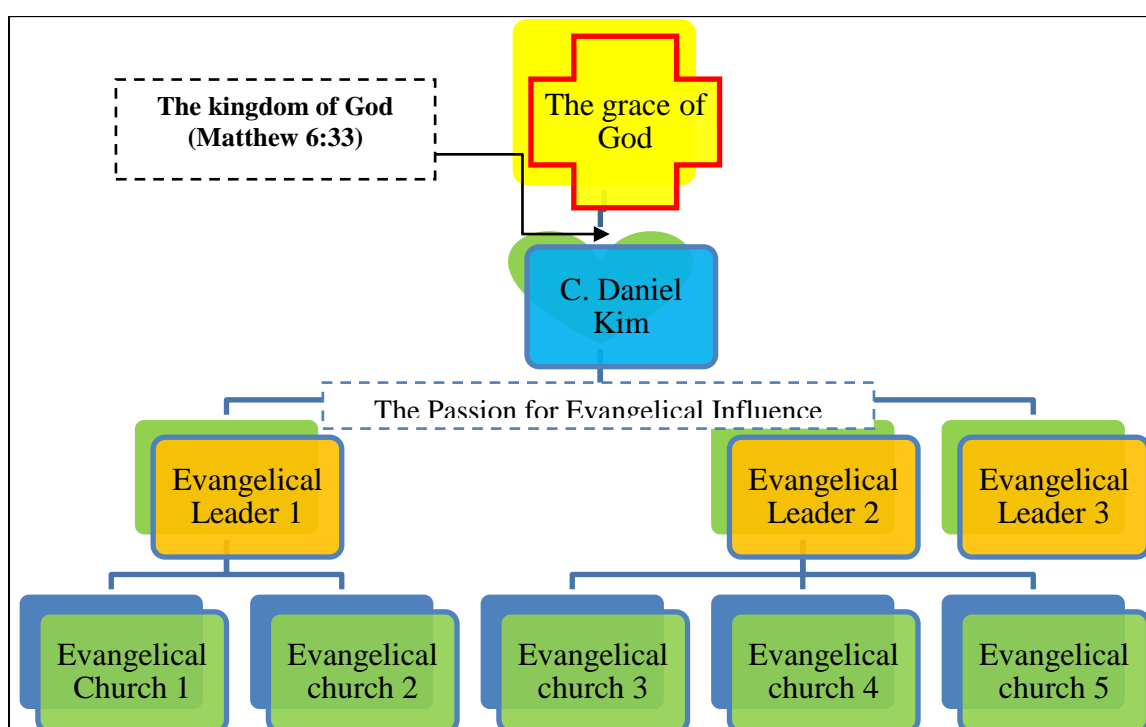 The kingdom of God
(Matthew 6:33)
The grace of
God
C. Daniel
Kim
The Passion for Evangelical Influence
Evangelical
Leader 1
Evangelical
Leader 2
Evangelical
Leader 3
Evangelical
Church 1
Evangelical
church 2
Evangelical
church 3
Evangelical
church 4
Evangelical
church 5